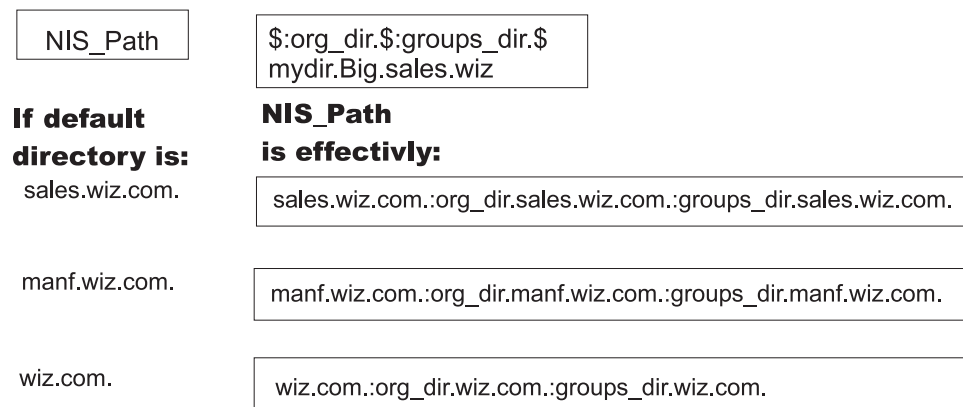 NIS_Path
$:org_dir.$:groups_dir.$
mydir.Big.sales.wiz
If default
directory is:
NIS_Path
is effectivly:
sales.wiz.com.
sales.wiz.com.:org_dir.sales.wiz.com.:groups_dir.sales.wiz.com.
manf.wiz.com.
manf.wiz.com.:org_dir.manf.wiz.com.:groups_dir.manf.wiz.com.
wiz.com.
wiz.com.:org_dir.wiz.com.:groups_dir.wiz.com.